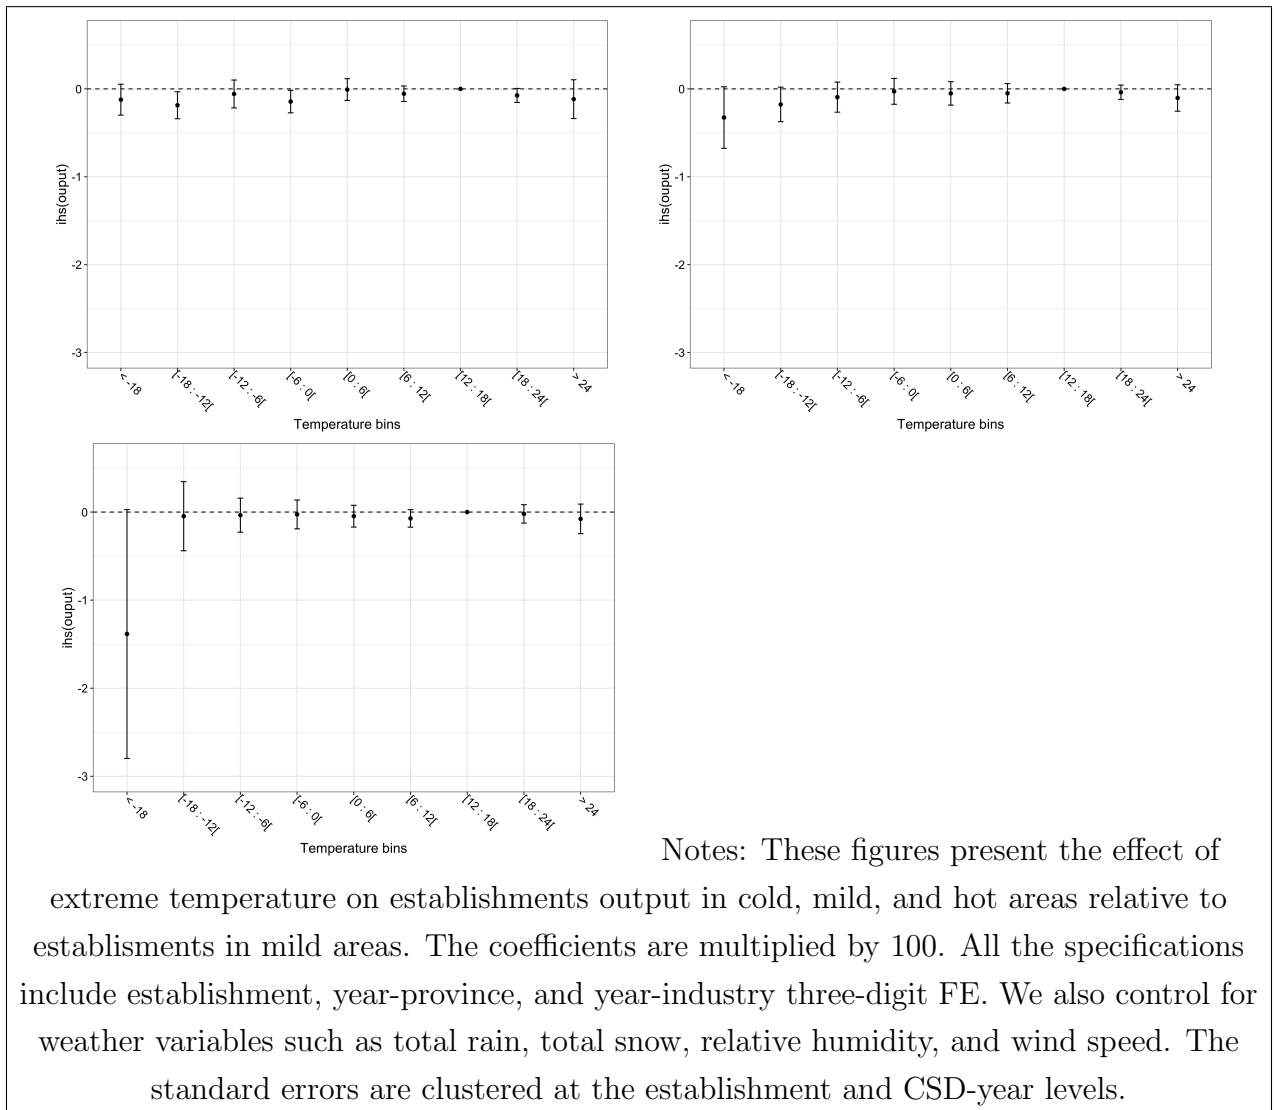 0
-1
-2
-3
ihs(ouput)
< -18
[-18 : -12[
[-12 : -6[
[-6 : 0[
[0 : 6[
[6 : 12[
[12 : 18[
[18 : 24[
> 24
Temperature bins
0
-1
-2
-3
ihs(ouput)
< -18
[-18 : -12[
[-12 : -6[
[-6 : 0[
[0 : 6[
[6 : 12[
[12 : 18[
[18 : 24[
> 24
Temperature bins
0
-1
-2
-3
ihs(ouput)
< -18
[-18 : -12[
[-12 : -6[
[-6 : 0[
[0 : 6[
[6 : 12[
[12 : 18[
[18 : 24[
> 24
Temperature bins
Notes: These figures present the effect of
extreme temperature on establishments output in cold, mild, and hot areas relative to
establisments in mild areas. The coefficients are multiplied by 100. All the specifications
include establishment, year-province, and year-industry three-digit FE. We also control for
weather variables such as total rain, total snow, relative humidity, and wind speed. The
standard errors are clustered at the establishment and CSD-year levels.